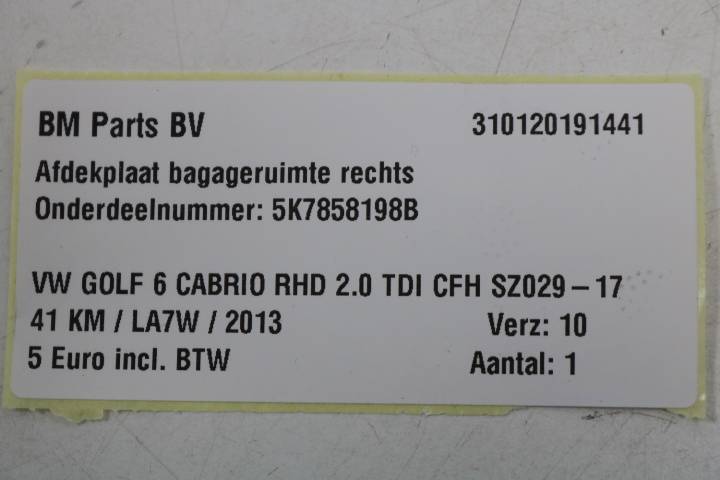 BM Parts BV 310120191441
Afdekplaat bagageruimte rechts
Onderdeelnummer: 5K7858198B
VW GOLF 6 CABRIO RHD 2.0 TDI CFH SZ029-17
41 KM / LA7W / 2013 Verz: 10
5 Euro incl. BTW Aantal: 1